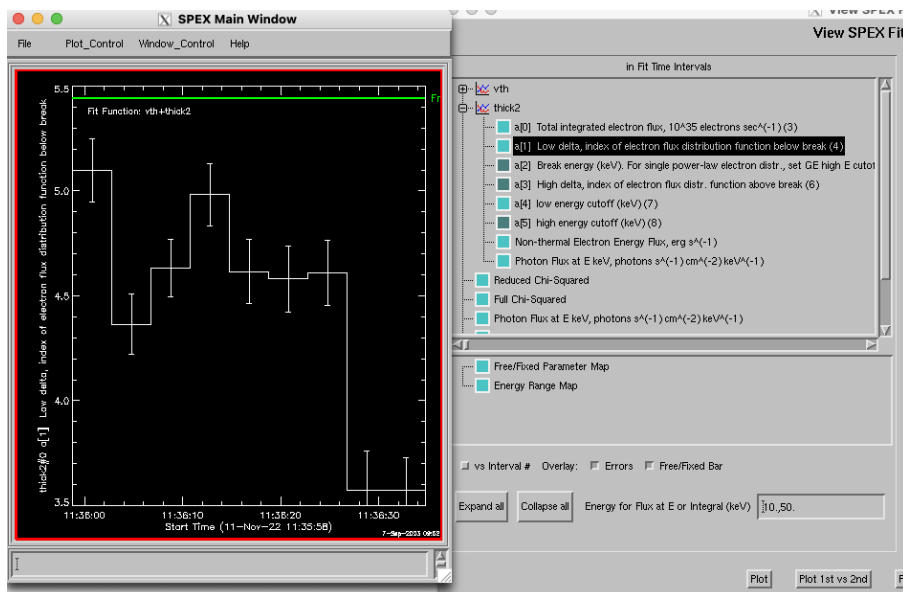 SPEX Main Window
File Plot_Control Window_Control Help
5.5
Fit Function: vth+thick2
5.0
4.5
4.0
3.5
thick2#0 a[1] Low delta, index of electron flux distribution function below break
11:36:10 11:36:20 11:36:30
Start Time (11-Nov-22 11:35:58)
View SPEX Fit
in Fit Time Intervals
vth
thick2
a[0] Total integrated electron flux, 10^35 electrons sec^(-1) (3)
a[1] Low delta, index of electron flux distribution function below break (4)
a[2] Break energy (keV). For single power-law electron distr., set GE high E cutof
a[3] High delta, index of electron flux distr. function above break (6)
a[4] low energy cutoff (keV) (7)
a[5] high energy cutoff (keV) (8)
Non-thermal Electron Energy Flux, erg s^(-1)
Photon Flux at E keV, photons s^(-1) cm^(-2) keV^(-1)
Reduced Chi-Squared
Full Chi-Squared
Photon Flux at E keV, photons s^(-1) cm^(-2) keV^(-1)
Free/Fixed Parameter Map
Energy Range Map
vs Interval # Overlay: Errors Free/Fixed Bar
Expand all Collapse all Energy for Flux at E or Integral (keV) 10.,50.
Plot Plot 1st vs 2nd